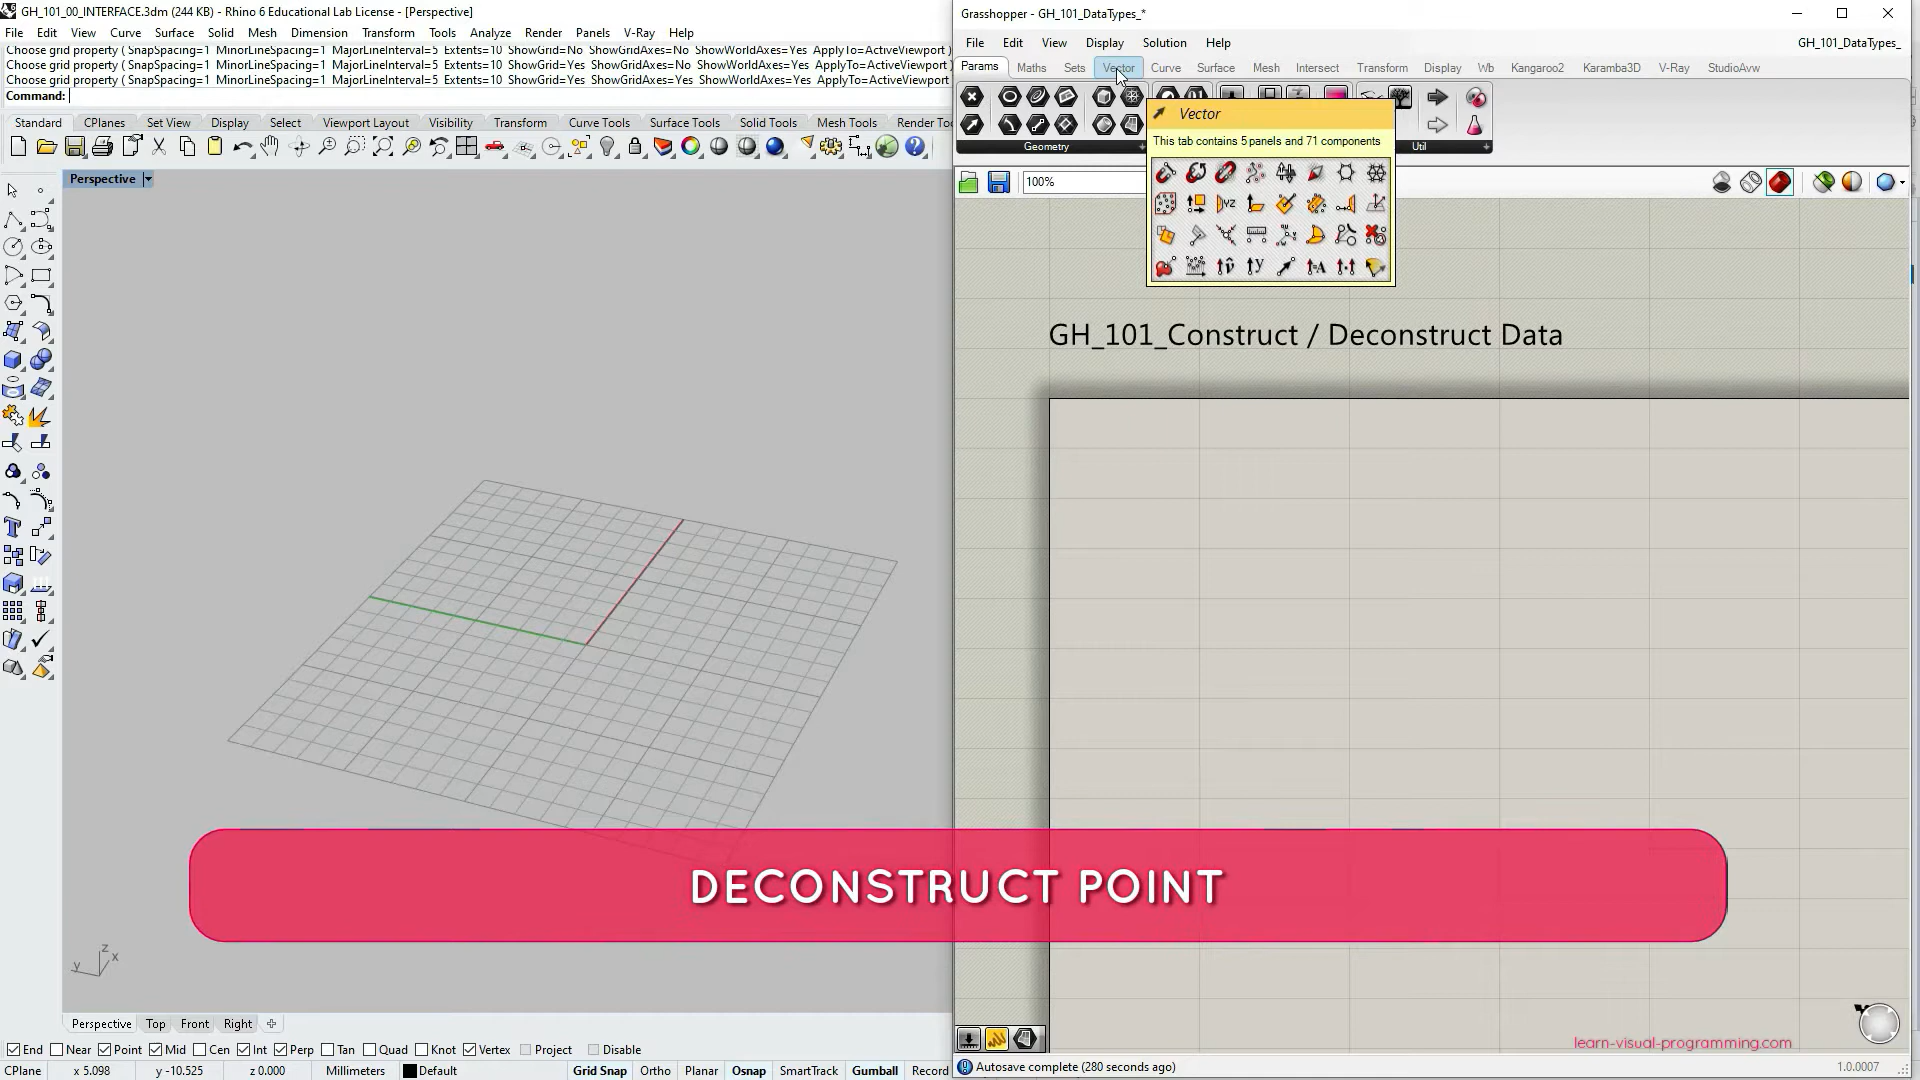 GH_101_00_INTERFACE.3dm (244 KB) - Rhino 6 Educational Lab License - [Perspective]
File Edit View Curve Surface Solid Mesh Dimension Transform Tools Analyze Render Panels V-Ray Help
Choose grid property ( SnapSpacing=1 MinorLineSpacing=1 MajorLineInterval=5 Extents=10 ShowGrid=No ShowGridAxes=No ShowWorldAxes=Yes ApplyTo=ActiveViewport )
Choose grid property ( SnapSpacing=1 MinorLineSpacing=1 MajorLineInterval=5 Extents=10 ShowGrid=Yes ShowGridAxes=No ShowWorldAxes=Yes ApplyTo=ActiveViewport
Choose grid property ( SnapSpacing=1 MinorLineSpacing=1 MajorLineInterval=5 Extents=10 ShowGrid=Yes ShowGridAxes=Yes ShowWorldAxes=Yes ApplyTo=ActiveViewport
Command:
Standard CPlanes Set View Display Select Viewport Layout Visibility Transform Curve Tools Surface Tools Solid Tools Mesh Tools Render Too
Perspective
z
y x
Perspective Top Front Right
End Near Point Mid Cen Int Perp Tan Quad Knot Vertex Project Disable
CPlane x 5.098 y -10.525 z 0.000 Millimeters Default Grid Snap Ortho Planar Osnap SmartTrack Gumball Record
Grasshopper - GH_101_DataTypes_*
File Edit View Display Solution Help GH_101_DataTypes_
Params Maths Sets Vector Curve Surface Mesh Intersect Transform Display Wb Kangaroo2 Karamba3D V-Ray StudioAvw
Geometry Util
Vector
This tab contains 5 panels and 71 components
100%
GH_101_Construct / Deconstruct Data
DECONSTRUCT POINT
learn-visual-programming.com
Autosave complete (280 seconds ago) 1.0.0007